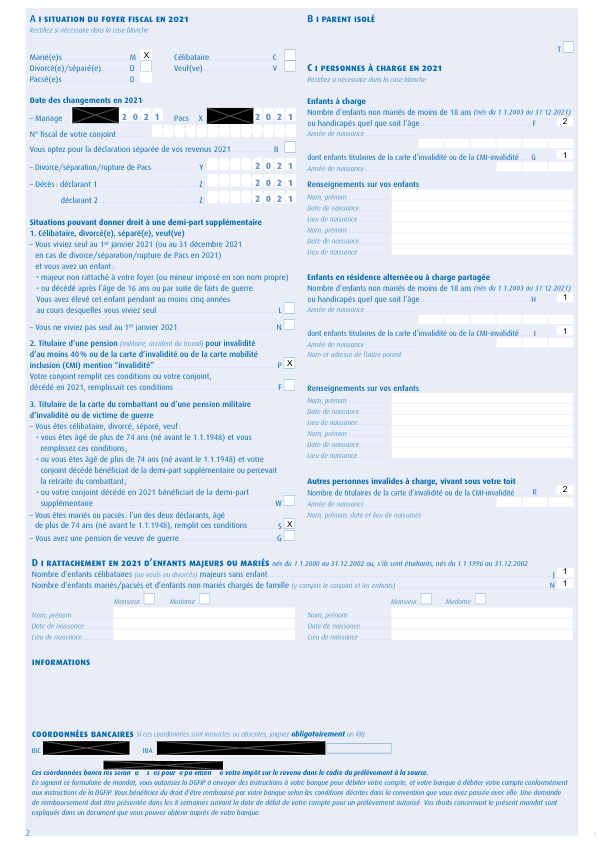 A I SITUATION DU FOYER FISCAL EN 2021
Rectifiez si nécessaire dans la case blanche
Marié(e)s M X Célibataire C
Divorcé(e)/séparé(e) D Veuf(ve) V
Pacsé(e)s O
Date des changements en 2021
– Mariage 2 0 2 1 Pacs X 2 0 2 1
N° fiscal de votre conjoint
Vous optez pour la déclaration séparée de vos revenus 2021 B
– Divorce/séparation/rupture de Pacs Y 2 0 2 1
– Décès : déclarant 1 Z 2 0 2 1
déclarant 2 Z 2 0 2 1
Situations pouvant donner droit à une demi-part supplémentaire
1. Célibataire, divorcé(e), séparé(e), veuf(ve)
– Vous viviez seul au 1er janvier 2021 (ou au 31 décembre 2021
en cas de divorce/séparation/rupture de Pacs en 2021)
et vous avez un enfant :
• majeur non rattaché à votre foyer (ou mineur imposé en son nom propre)
• ou décédé après l'âge de 16 ans ou par suite de faits de guerre.
Vous avez élevé cet enfant pendant au moins cinq années
au cours desquelles vous viviez seul L
– Vous ne viviez pas seul au 1er janvier 2021 N
2. Titulaire d'une pension (militaire, accident du travail) pour invalidité
d'au moins 40 % ou de la carte d'invalidité ou de la carte mobilité
inclusion (CMI) mention "invalidité" P X
Votre conjoint remplit ces conditions ou votre conjoint,
décédé en 2021, remplissait ces conditions F
3. Titulaire de la carte du combattant ou d'une pension militaire
d'invalidité ou de victime de guerre
– Vous êtes célibataire, divorcé, séparé, veuf :
• vous êtes âgé de plus de 74 ans (né avant le 1.1.1948) et vous
remplissez ces conditions ;
• ou vous êtes âgé de plus de 74 ans (né avant le 1.1.1948) et votre
conjoint décédé bénéficiait de la demi-part supplémentaire ou percevait
la retraite du combattant ;
• ou votre conjoint décédé en 2021 bénéficiait de la demi-part
supplémentaire W
– Vous êtes mariés ou pacsés : l'un des deux déclarants, âgé
de plus de 74 ans (né avant le 1.1.1948), remplit ces conditions S X
– Vous avez une pension de veuve de guerre G
B I PARENT ISOLÉ
T
C I PERSONNES À CHARGE EN 2021
Rectifiez si nécessaire dans la case blanche
Enfants à charge
Nombre d'enfants non mariés de moins de 18 ans (nés du 1.1.2003 au 31.12.2021)
ou handicapés quel que soit l'âge F 2
Année de naissance
dont enfants titulaires de la carte d'invalidité ou de la CMI-invalidité G 1
Année de naissance
Renseignements sur vos enfants
Nom, prénom
Date de naissance
Lieu de naissance
Nom, prénom
Date de naissance
Lieu de naissance
Enfants en résidence alternée ou à charge partagée
Nombre d'enfants non mariés de moins de 18 ans (nés du 1.1.2003 au 31.12.2021)
ou handicapés quel que soit l'âge H 1
Année de naissance
dont enfants titulaires de la carte d'invalidité ou de la CMI-invalidité I 1
Année de naissance
Nom et adresse de l'autre parent
Renseignements sur vos enfants
Nom, prénom
Date de naissance
Lieu de naissance
Nom, prénom
Date de naissance
Lieu de naissance
Autres personnes invalides à charge, vivant sous votre toit
Nombre de titulaires de la carte d'invalidité ou de la CMI-invalidité R 2
Année de naissance
Nom, prénom, date et lieu de naissance
D I RATTACHEMENT EN 2021 D'ENFANTS MAJEURS OU MARIÉS nés du 1.1.2000 au 31.12.2002 ou, s'ils sont étudiants, nés du 1.1.1996 au 31.12.2002
Nombre d'enfants célibataires (ou veufs ou divorcés) majeurs sans enfant J 1
Nombre d'enfants mariés/pacsés et d'enfants non mariés chargés de famille (y compris le conjoint et les enfants) N 1
Monsieur Madame Monsieur Madame
Nom, prénom Nom, prénom
Date de naissance Date de naissance
Lieu de naissance Lieu de naissance
INFORMATIONS
COORDONNÉES BANCAIRES Si ces coordonnées sont inexactes ou absentes, joignez obligatoirement un RIB.
BIC IBA
Ces coordonnées banca res seron u s es pour e pa emen e votre impôt sur le revenu dans le cadre du prélèvement à la source.
En signant ce formulaire de mandat, vous autorisez la DGFIP à envoyer des instructions à votre banque pour débiter votre compte, et votre banque à débiter votre compte conformément
aux instructions de la DGFIP. Vous bénéficiez du droit d'être remboursé par votre banque selon les conditions décrites dans la convention que vous avez passée avec elle. Une demande
de remboursement doit être présentée dans les 8 semaines suivant la date de débit de votre compte pour un prélèvement autorisé. Vos droits concernant le présent mandat sont
expliqués dans un document que vous pouvez obtenir auprès de votre banque.
2